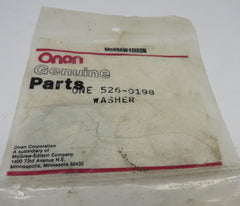 McGRAW-EDISON
Onan
Genuine
Parts
ONE 526-0198
WASHER
Onan Corporation
A subsidiary of
McGraw-Edison Company
1400 73rd Avenue N.E.
Minneapolis, Minnesota 55432